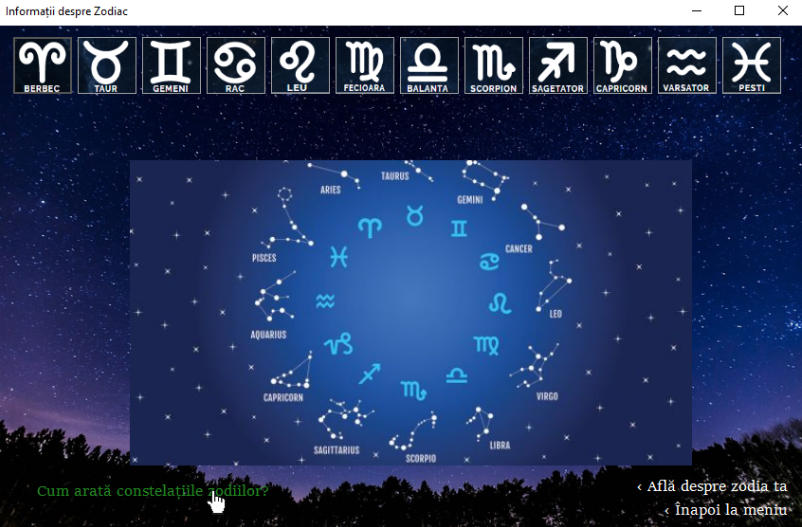 Informații despre Zodiac
BERBEC TAUR GEMENI RAC LEU FECIOARA BALANTA SCORPION SAGETATOR CAPRICORN VARSATOR PESTI
TAURUS
ARIES
GEMINI
CANCER
PISCES
LEO
AQUARIUS
CAPRICORN
VIRGO
SAGITTARIUS
LIBRA
SCORPIO
Cum arată constelațiile zodiilor?
‹ Află despre zodia ta
‹ Înapoi la meniu